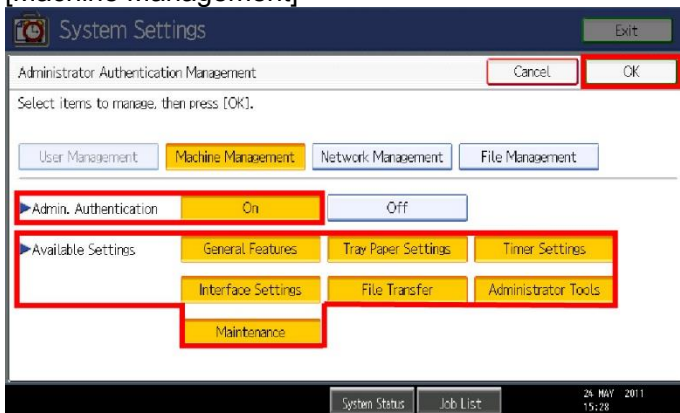 [Machine Management]
System Settings Exit
Administrator Authentication Management Cancel OK
Select items to manage, then press [OK].
User Management Machine Management Network Management File Management
►Admin. Authentication On Off
►Available Settings General Features Tray Paper Settings Timer Settings
Interface Settings File Transfer Administrator Tools
Maintenance
System Status Job List 24 MAY 2011
15:28